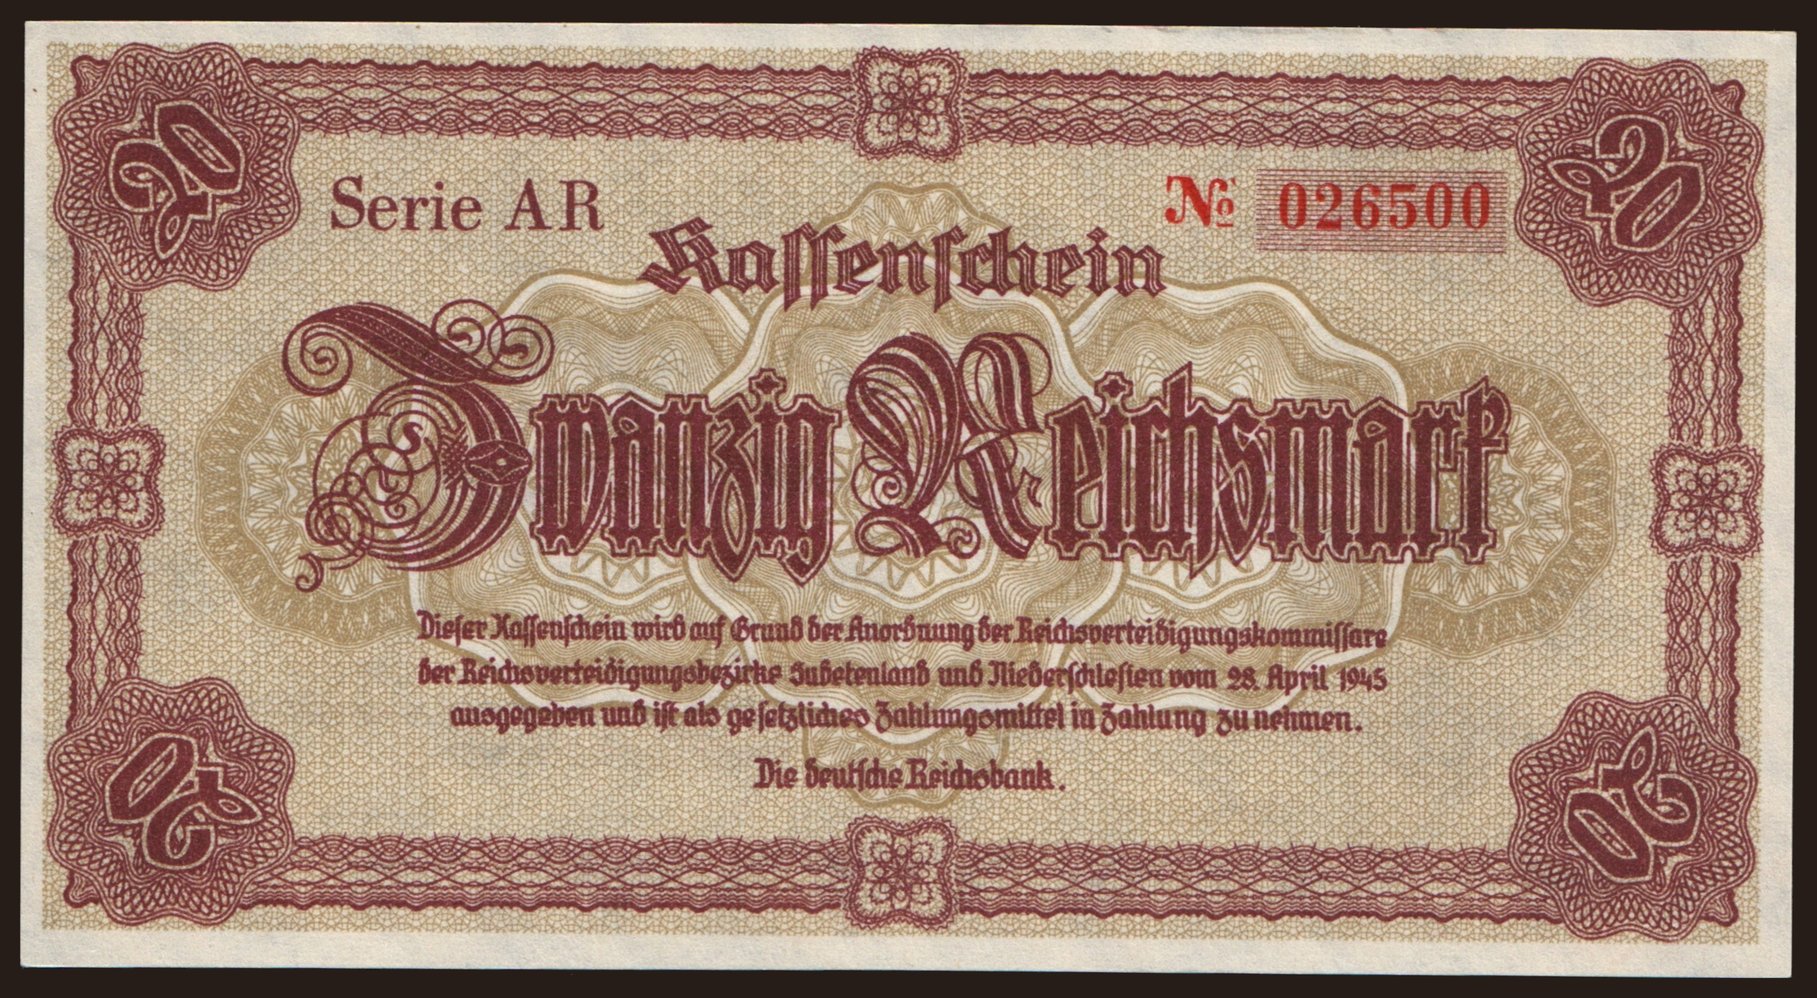 20 20
Serie AR № 026500
Kassenschein
Zwanzig Reichsmark
Dieser Kassenschein wird auf Grund der Anordnung der Reichsverteidigungskommissare
der Reichsverteidigungsbezirke Sudetenland und Niederschlesien vom 28. April 1945
ausgegeben und ist als gesetzliches Zahlungsmittel in Zahlung zu nehmen.
Die deutsche Reichsbank.
20 20